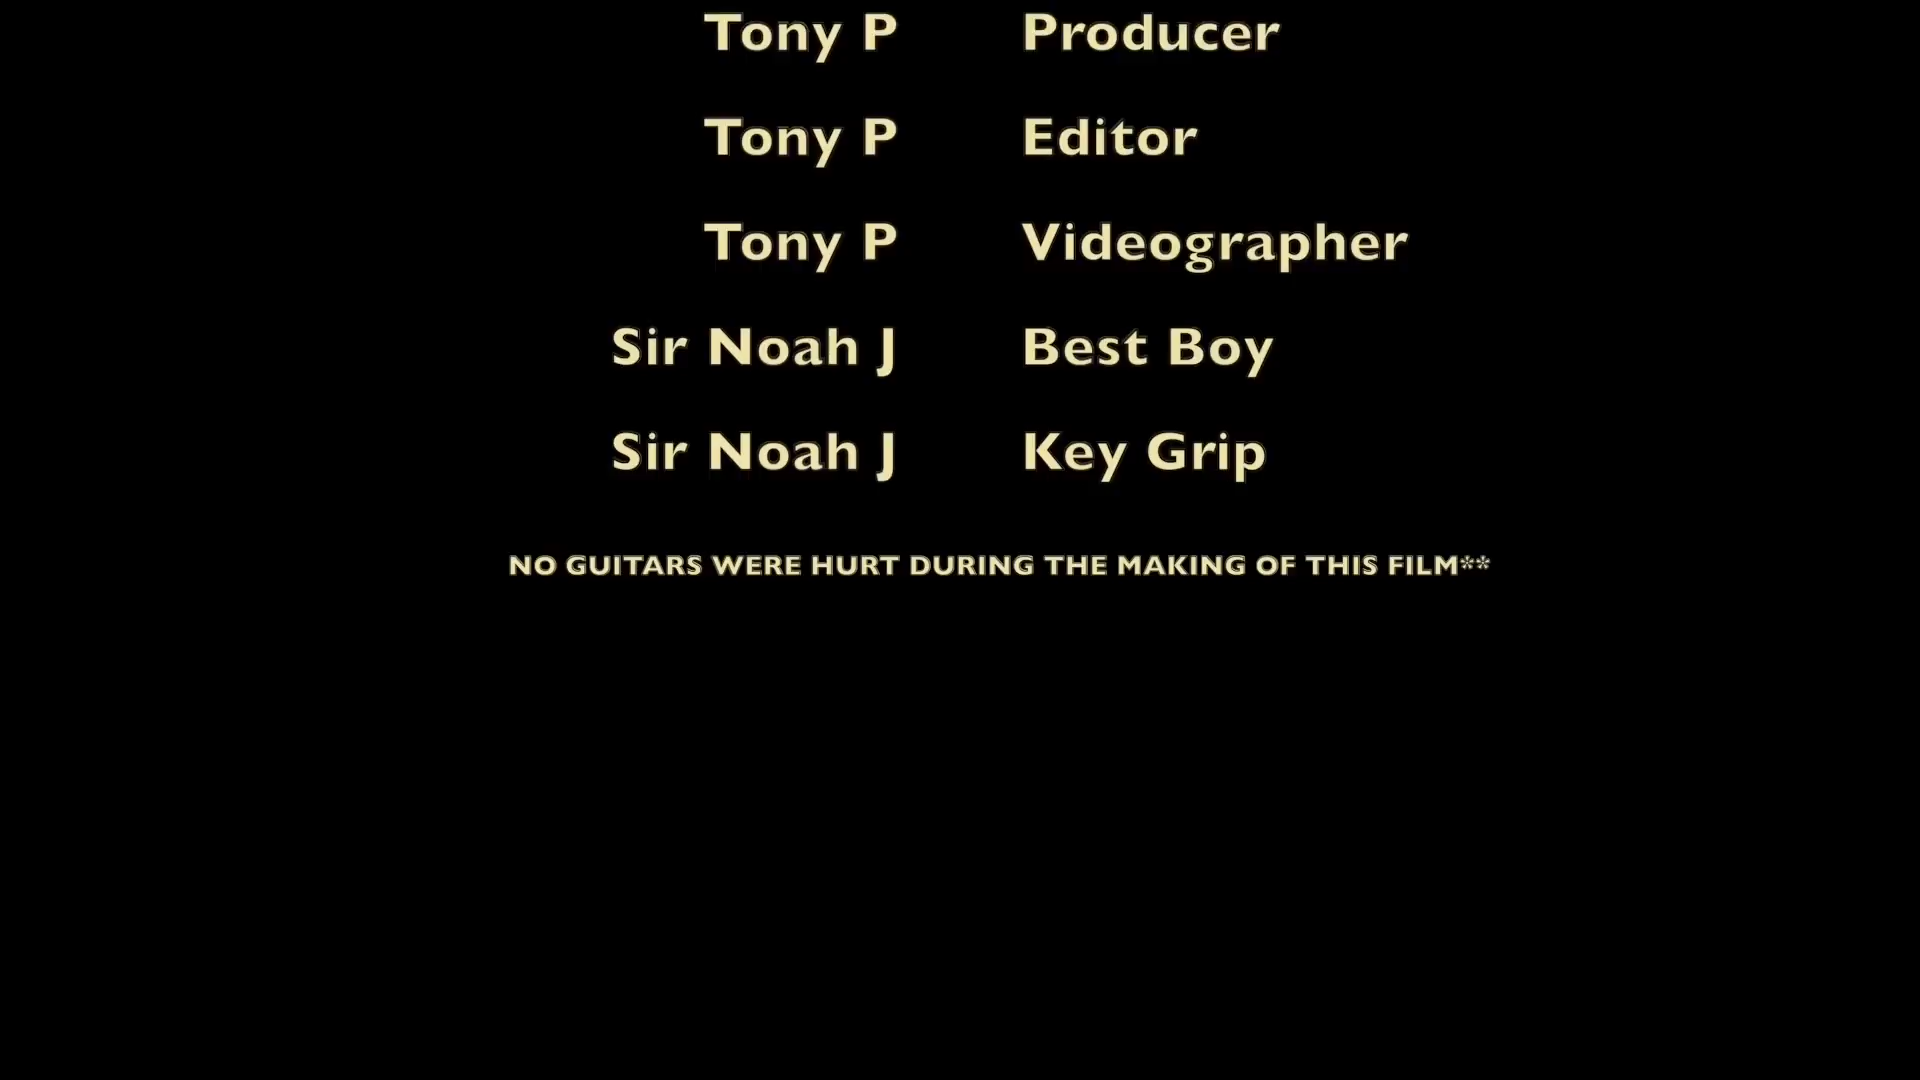 Tony P Producer
Tony P Editor
Tony P Videographer
Sir Noah J Best Boy
Sir Noah J Key Grip
NO GUITARS WERE HURT DURING THE MAKING OF THIS FILM**